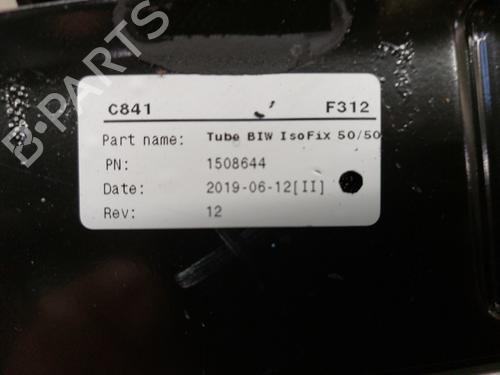 B-PARTS
C841 F312
Part name: Tube BIW IsoFix 50/50
PN: 1508644
Date: 2019-06-12[II]
Rev: 12